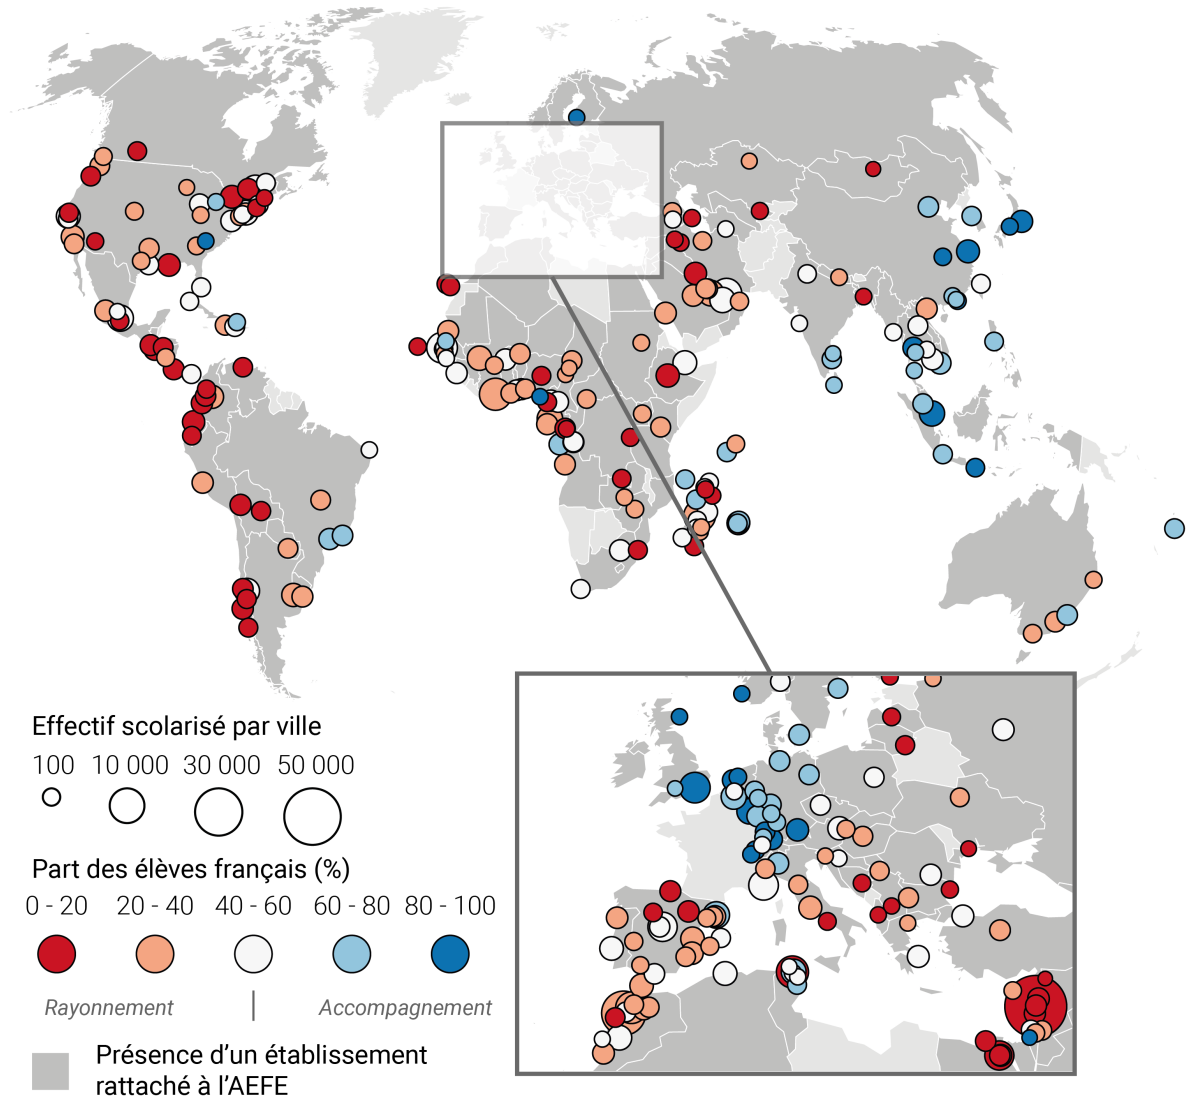 Effectif scolarisé par ville
100 10 000 30 000 50 000
Part des élèves français (%)
0 - 20 20 - 40 40 - 60 60 - 80 80 - 100
Rayonnement | Accompagnement
Présence d’un établissement
rattaché à l’AEFE